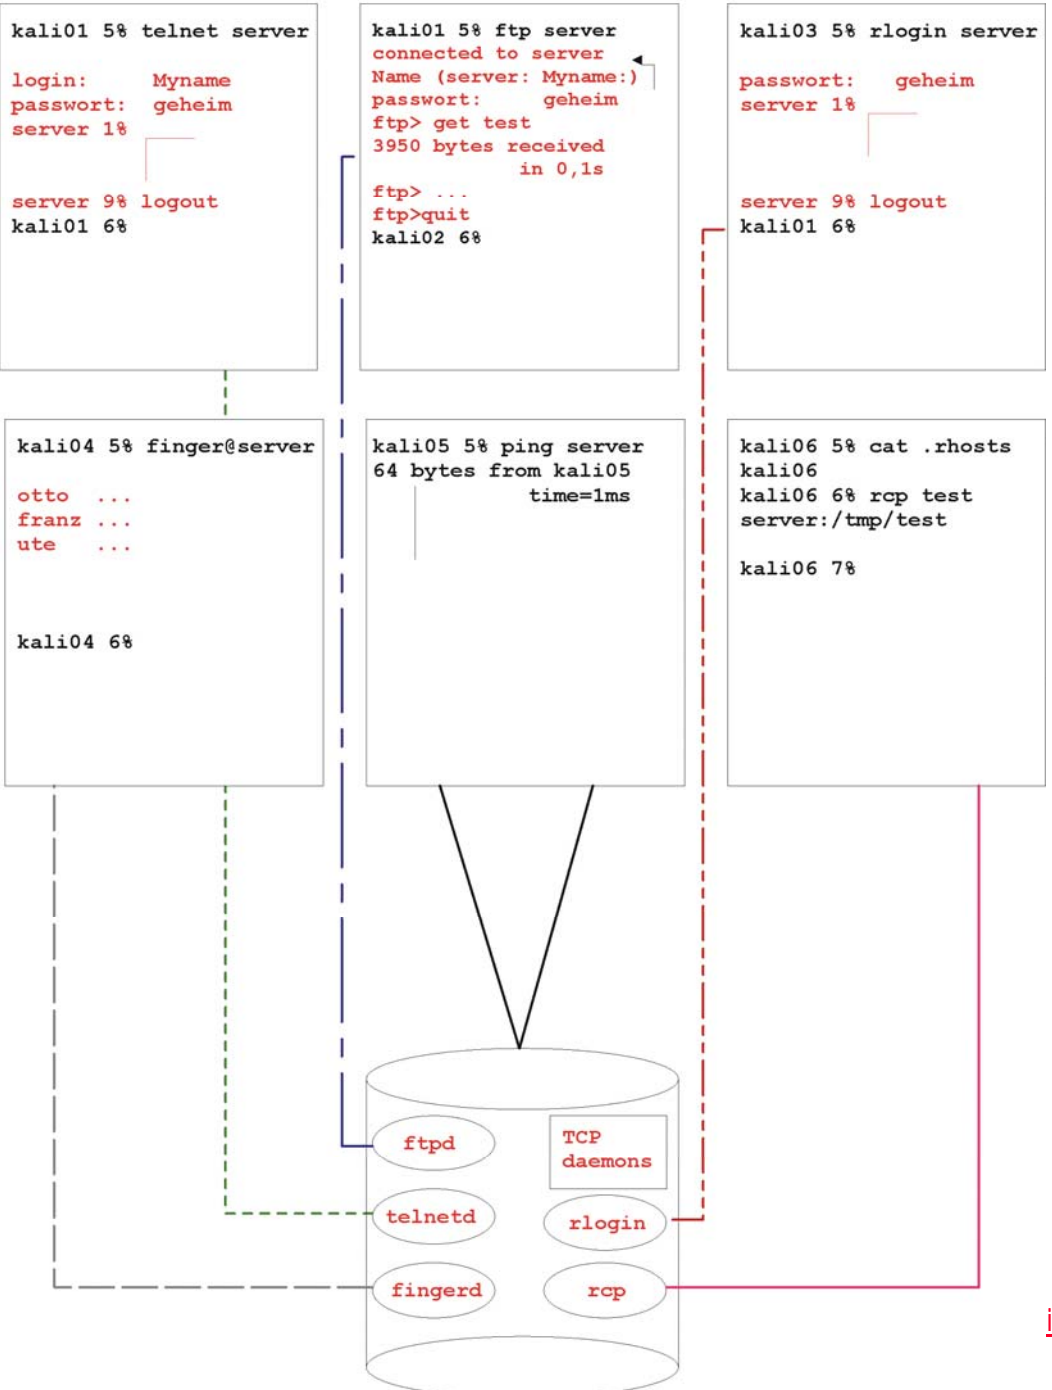 kali01 5% telnet server
login: Myname
passwort: geheim
server 1%
server 9% logout
kali01 6%
kali01 5% ftp server
connected to server
Name (server: Myname:)
passwort: geheim
ftp> get test
3950 bytes received
in 0,1s
ftp> ...
ftp>quit
kali02 6%
kali03 5% rlogin server
passwort: geheim
server 1%
server 9% logout
kali01 6%
kali04 5% finger@server
otto ...
franz ...
ute ...
kali04 6%
kali05 5% ping server
64 bytes from kali05
time=1ms
kali06 5% cat .rhosts
kali06
kali06 6% rcp test
server:/tmp/test
kali06 7%
ftpd
TCP
daemons
telnetd
rlogin
fingerd
rcp
i